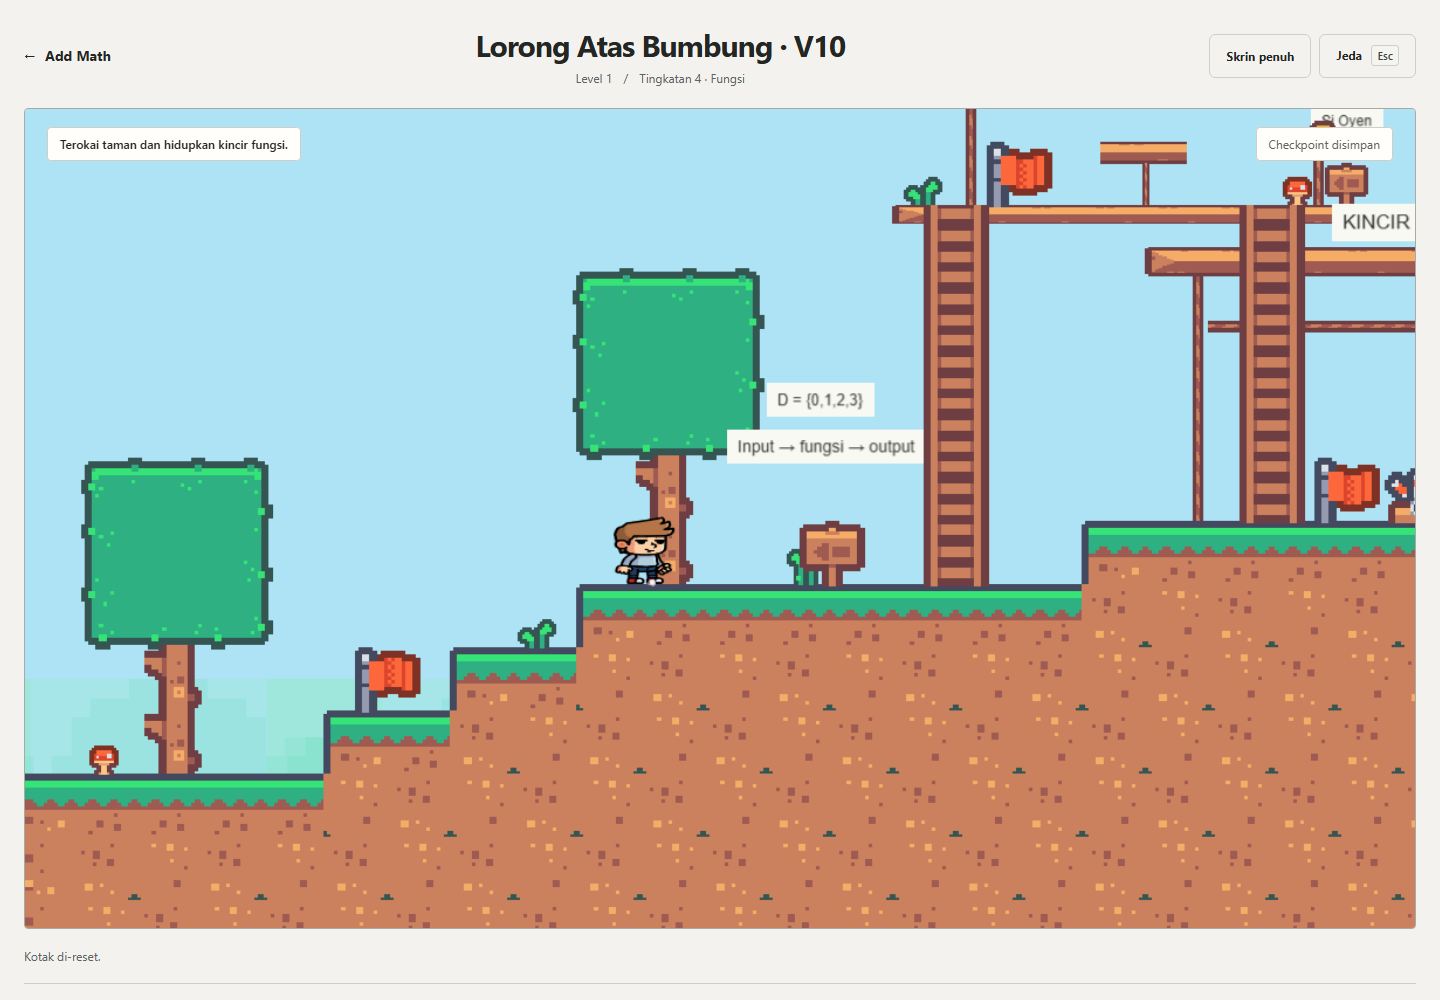 ← Add Math
Lorong Atas Bumbung · V10
Level 1 / Tingkatan 4 · Fungsi
Skrin penuh
Jeda Esc
Terokai taman dan hidupkan kincir fungsi.
Si Oyen
Checkpoint disimpan
KINCIR
D = {0,1,2,3}
Input → fungsi → output
Kotak di-reset.